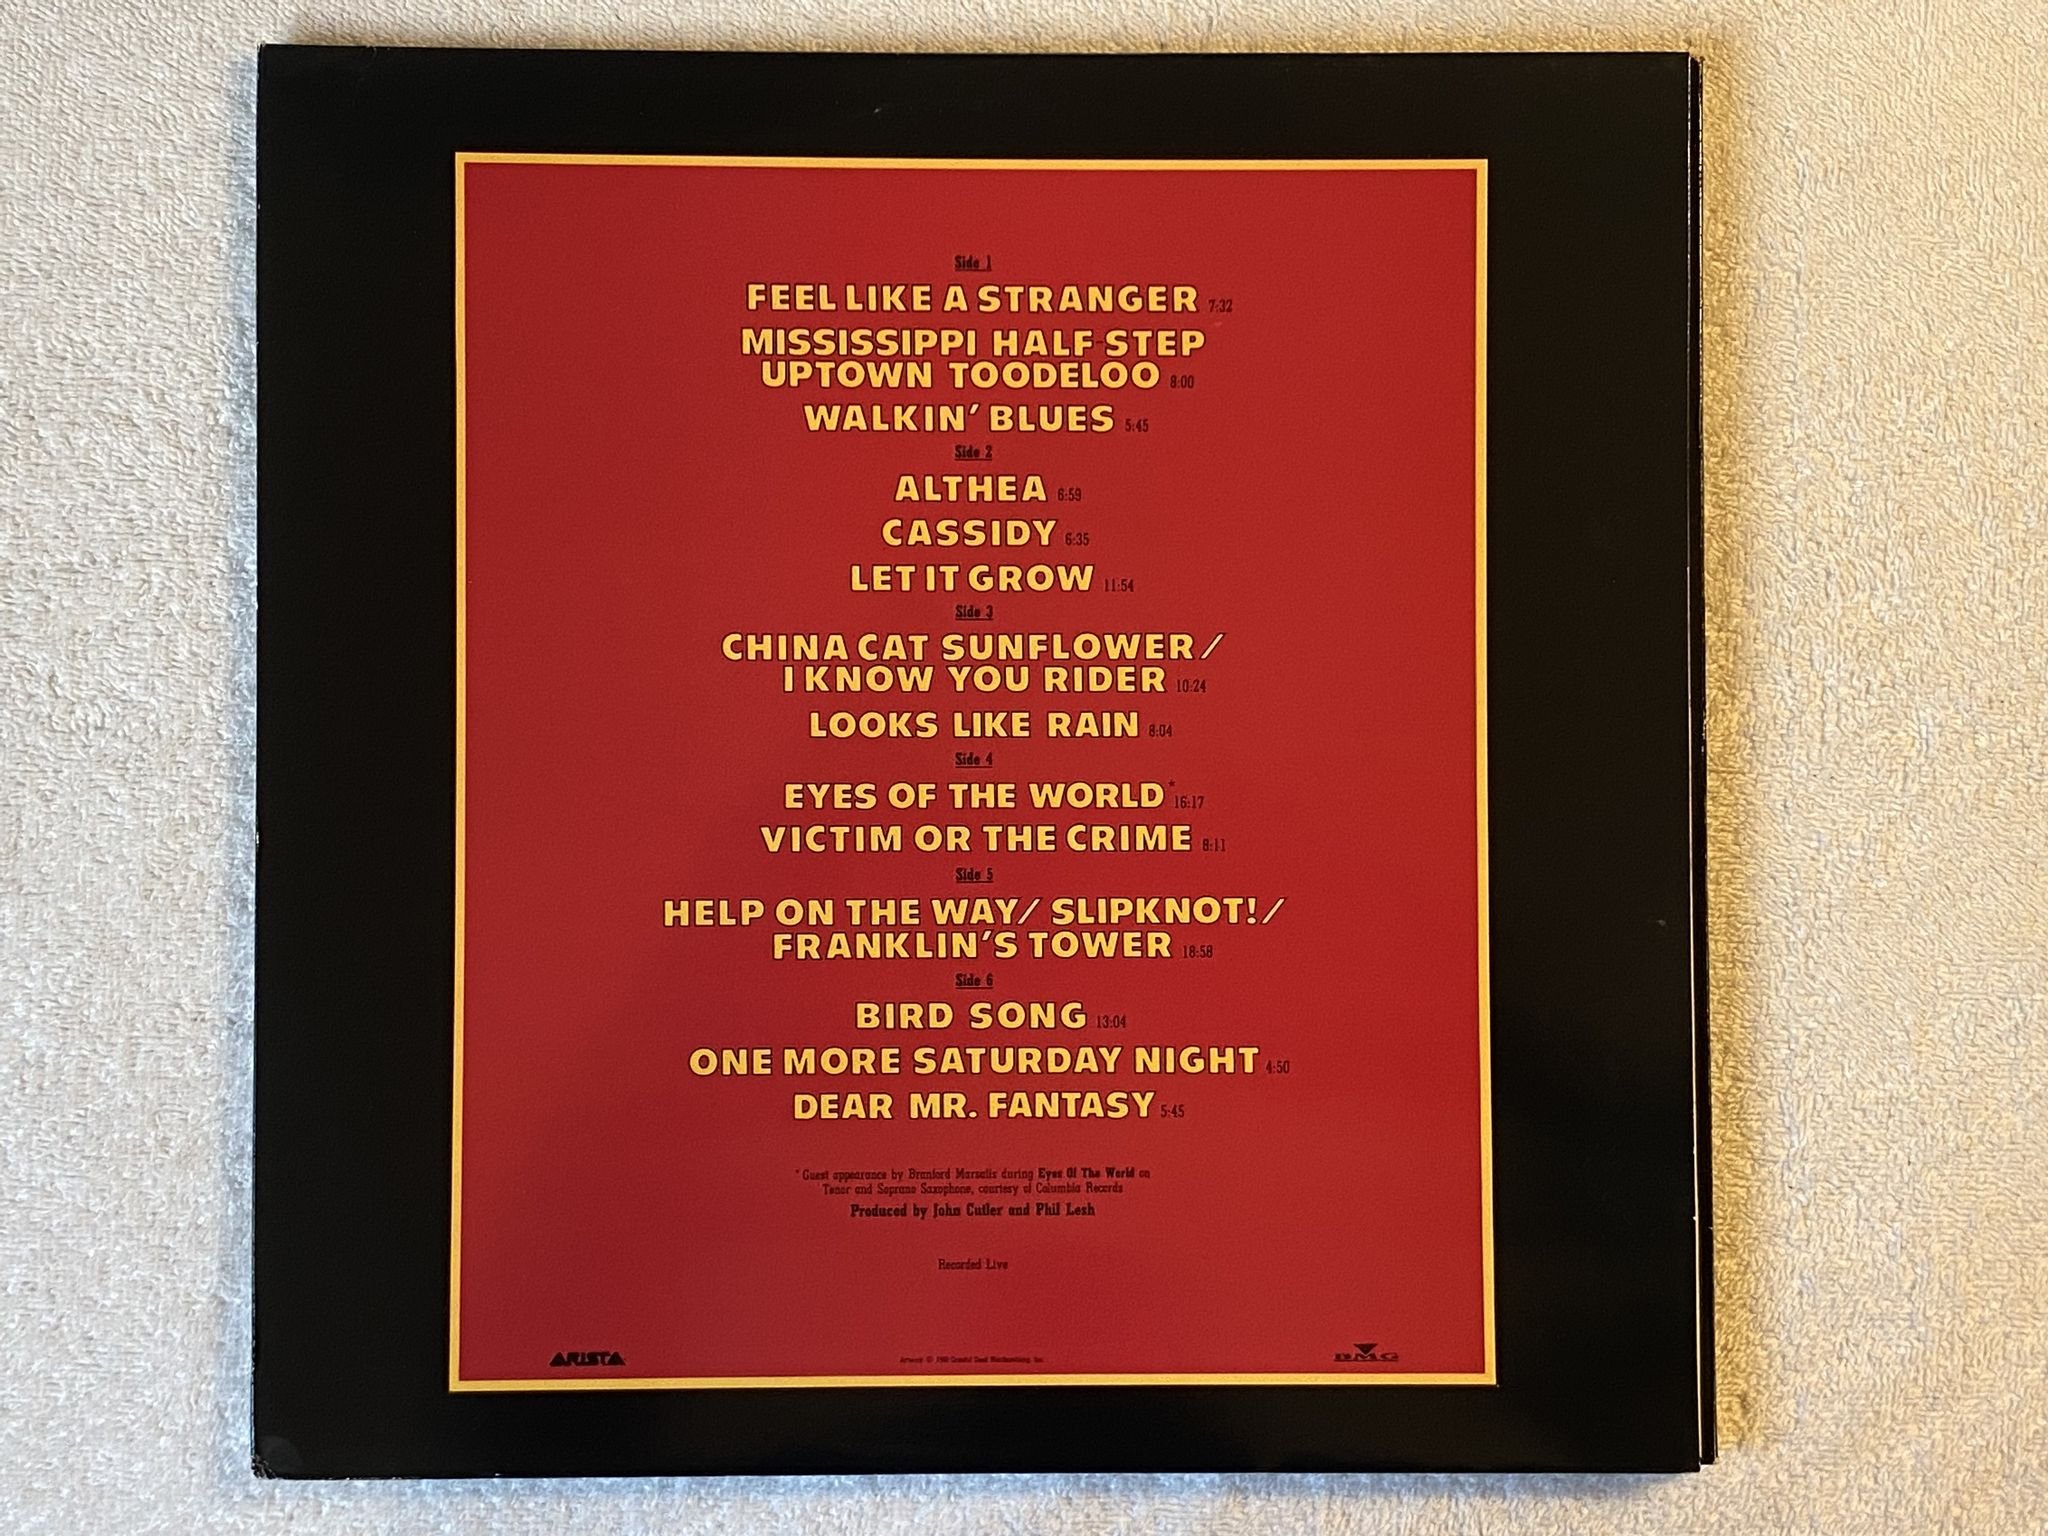 Side 1
FEEL LIKE A STRANGER 7:32
MISSISSIPPI HALF-STEP
UPTOWN TOODELOO 8:00
WALKIN' BLUES 5:45
Side 2
ALTHEA 6:59
CASSIDY 6:35
LET IT GROW 11:54
Side 3
CHINA CAT SUNFLOWER/
I KNOW YOU RIDER 10:24
LOOKS LIKE RAIN 8:04
Side 4
EYES OF THE WORLD* 16:17
VICTIM OR THE CRIME 8:11
Side 5
HELP ON THE WAY/ SLIPKNOT!/
FRANKLIN'S TOWER 18:58
Side 6
BIRD SONG 13:04
ONE MORE SATURDAY NIGHT 4:50
DEAR MR. FANTASY 5:45
*Guest appearance by Branford Marsalis during Eyes Of The World on
Tenor and Soprano Saxophone, courtesy of Columbia Records
Produced by John Cutler and Phil Lesh
Recorded Live
ARISTA
Artwork © 1990 Grateful Dead Merchandising, Inc.
BMG